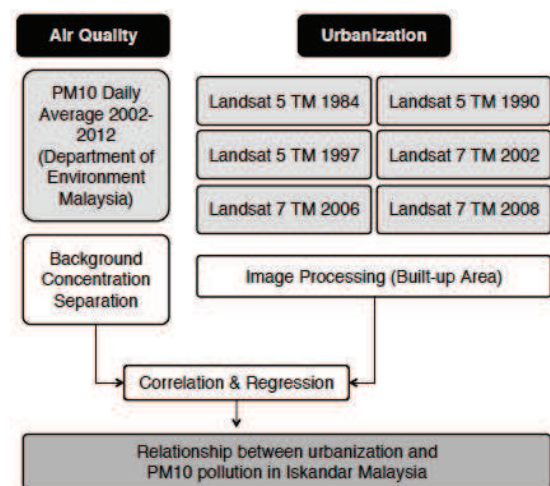 Air Quality
Urbanization
PM10 Daily
Average 2002-
2012
(Department of
Environment
Malaysia)
Landsat 5 TM 1984
Landsat 5 TM 1990
Landsat 5 TM 1997
Landsat 7 TM 2002
Landsat 7 TM 2006
Landsat 7 TM 2008
Background
Concentration
Separation
Image Processing (Built-up Area)
Correlation & Regression
Relationship between urbanization and
PM10 pollution in Iskandar Malaysia